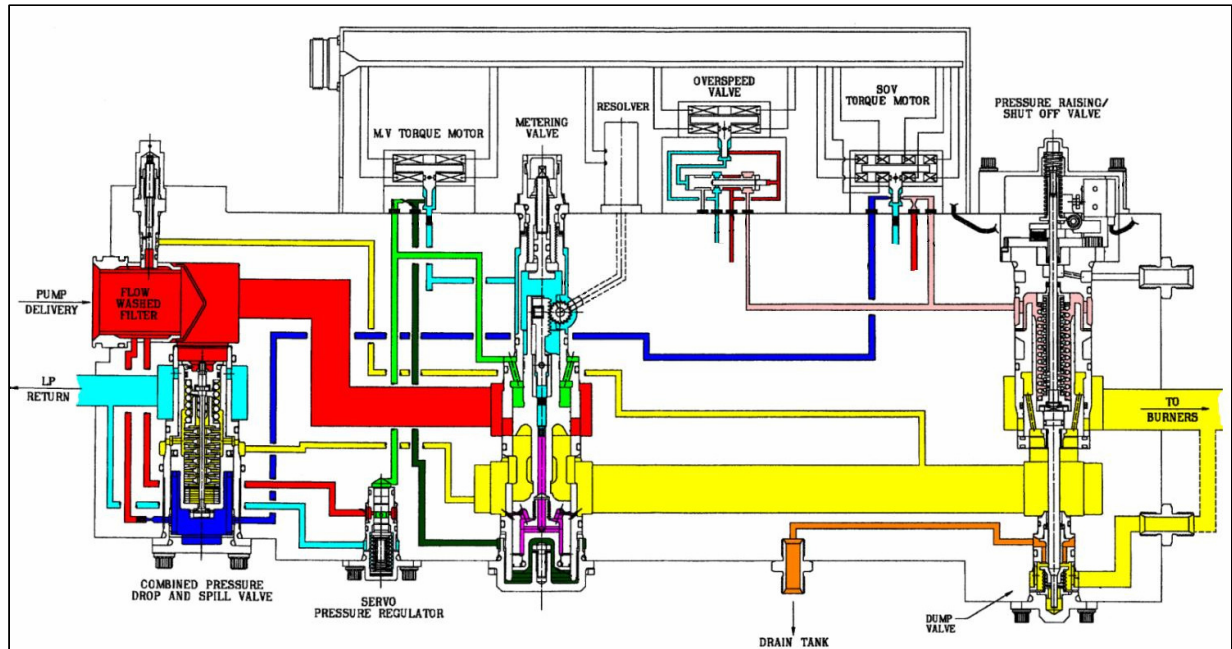 OVERSPEED
VALVE
SOV
TORQUE MOTOR
RESOLVER
METERING
VALVE
M.V TORQUE MOTOR
PRESSURE RAISING/
SHUT OFF VALVE
PUMP
DELIVERY
FLOW
WASHED
FILTER
LP
RETURN
TO
BURNERS
COMBINED PRESSURE
DROP AND SPILL VALVE
SERVO
PRESSURE REGULATOR
DRAIN TANK
DUMP
VALVE